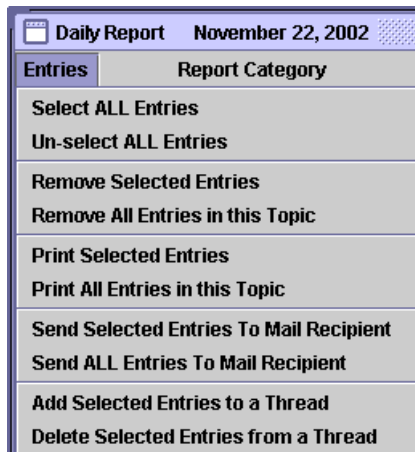 Daily Report November 22, 2002
Entries Report Category
Select ALL Entries
Un-select ALL Entries
Remove Selected Entries
Remove All Entries in this Topic
Print Selected Entries
Print All Entries in this Topic
Send Selected Entries To Mail Recipient
Send ALL Entries To Mail Recipient
Add Selected Entries to a Thread
Delete Selected Entries from a Thread